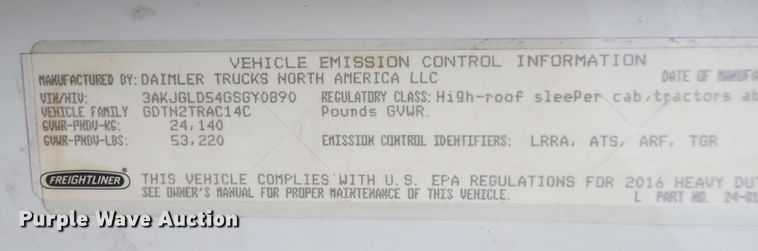 VEHICLE EMISSION CONTROL INFORMATION
MANUFACTURED BY: DAIMLER TRUCKS NORTH AMERICA LLC DATE OF MANUFA
VIN/NIV: 3AKJGLD54GSGY0890 REGULATORY CLASS: High-roof sleePer cab,tractors ab
VEHICLE FAMILY GDTN2TRAC14C Pounds GVWR.
GVWR-PNBV-KG: 24,140
GVWR-PNBV-LBS: 53,220 EMISSION CONTROL IDENTIFIERS: LRRA, ATS, ARF, TGR
FREIGHTLINER THIS VEHICLE COMPLIES WITH U.S. EPA REGULATIONS FOR 2016 HEAVY DUT
SEE OWNER'S MANUAL FOR PROPER MAINTENANCE OF THIS VEHICLE. L PART NO. 24-01
Purple Wave Auction